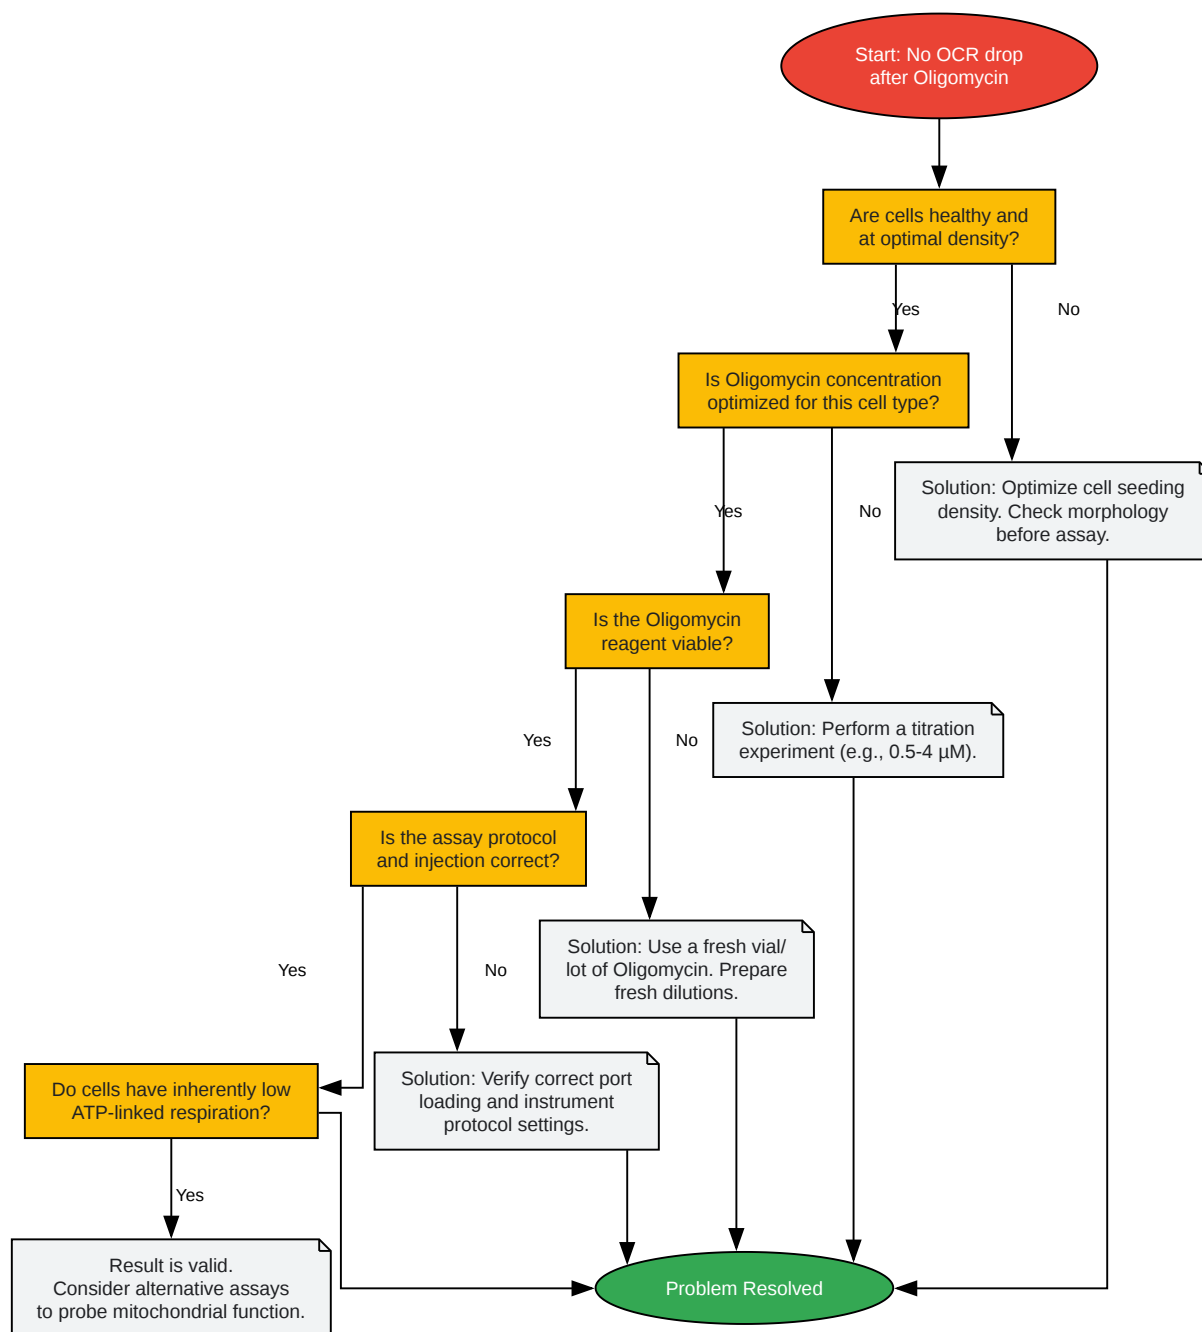 Start: No OCR drop
after Oligomycin
Are cells healthy and
at optimal density?
Yes
No
Is Oligomycin concentration
optimized for this cell type?
Solution: Optimize cell seeding
density. Check morphology
before assay.
Yes
No
Is the Oligomycin
reagent viable?
Solution: Perform a titration
experiment (e.g., 0.5-4 µM).
Yes
No
Is the assay protocol
and injection correct?
Solution: Use a fresh vial/
lot of Oligomycin. Prepare
fresh dilutions.
Yes
No
Do cells have inherently low
ATP-linked respiration?
Solution: Verify correct port
loading and instrument
protocol settings.
Yes
Result is valid.
Consider alternative assays
to probe mitochondrial function.
Problem Resolved